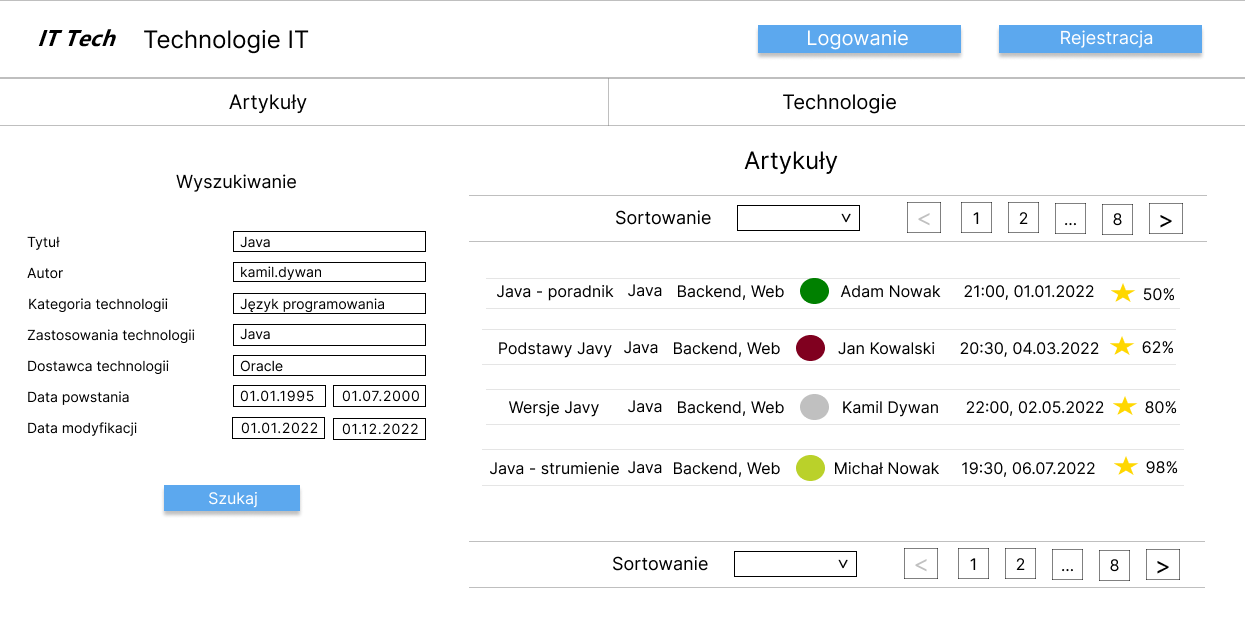 IT Tech Technologie IT Logowanie Rejestracja
Artykuły Technologie
Wyszukiwanie
Tytuł Java
Autor kamil.dywan
Kategoria technologii Język programowania
Zastosowania technologii Java
Dostawca technologii Oracle
Data powstania 01.01.1995 01.07.2000
Data modyfikacji 01.01.2022 01.12.2022
Szukaj
Artykuły
Sortowanie v < 1 2 ... 8 >
Java - poradnik Java Backend, Web Adam Nowak 21:00, 01.01.2022 50%
Podstawy Javy Java Backend, Web Jan Kowalski 20:30, 04.03.2022 62%
Wersje Javy Java Backend, Web Kamil Dywan 22:00, 02.05.2022 80%
Java - strumienie Java Backend, Web Michał Nowak 19:30, 06.07.2022 98%
Sortowanie v < 1 2 ... 8 >